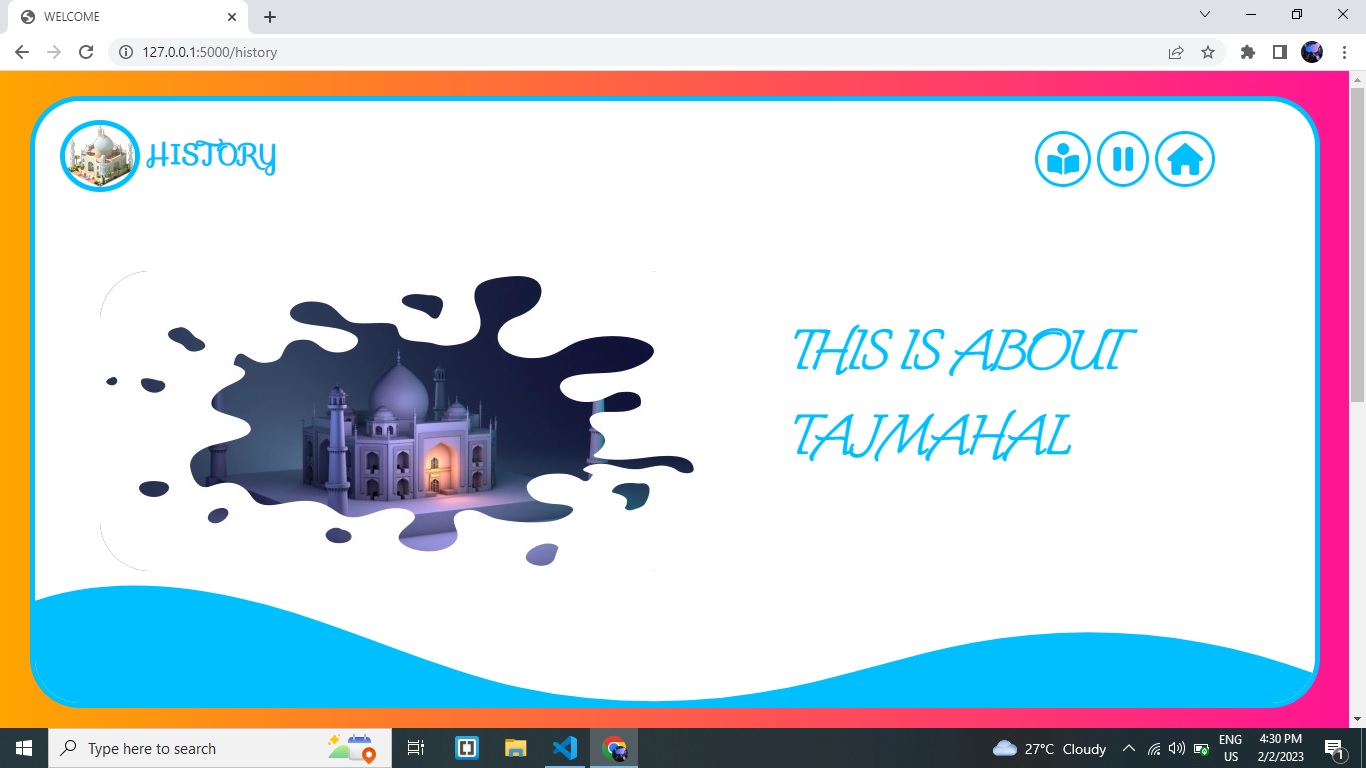 WELCOME
127.0.0.1:5000/history
HISTORY
THIS IS ABOUT
TAJMAHAL
Type here to search
27°C Cloudy
ENG
US
4:30 PM
2/2/2023
1